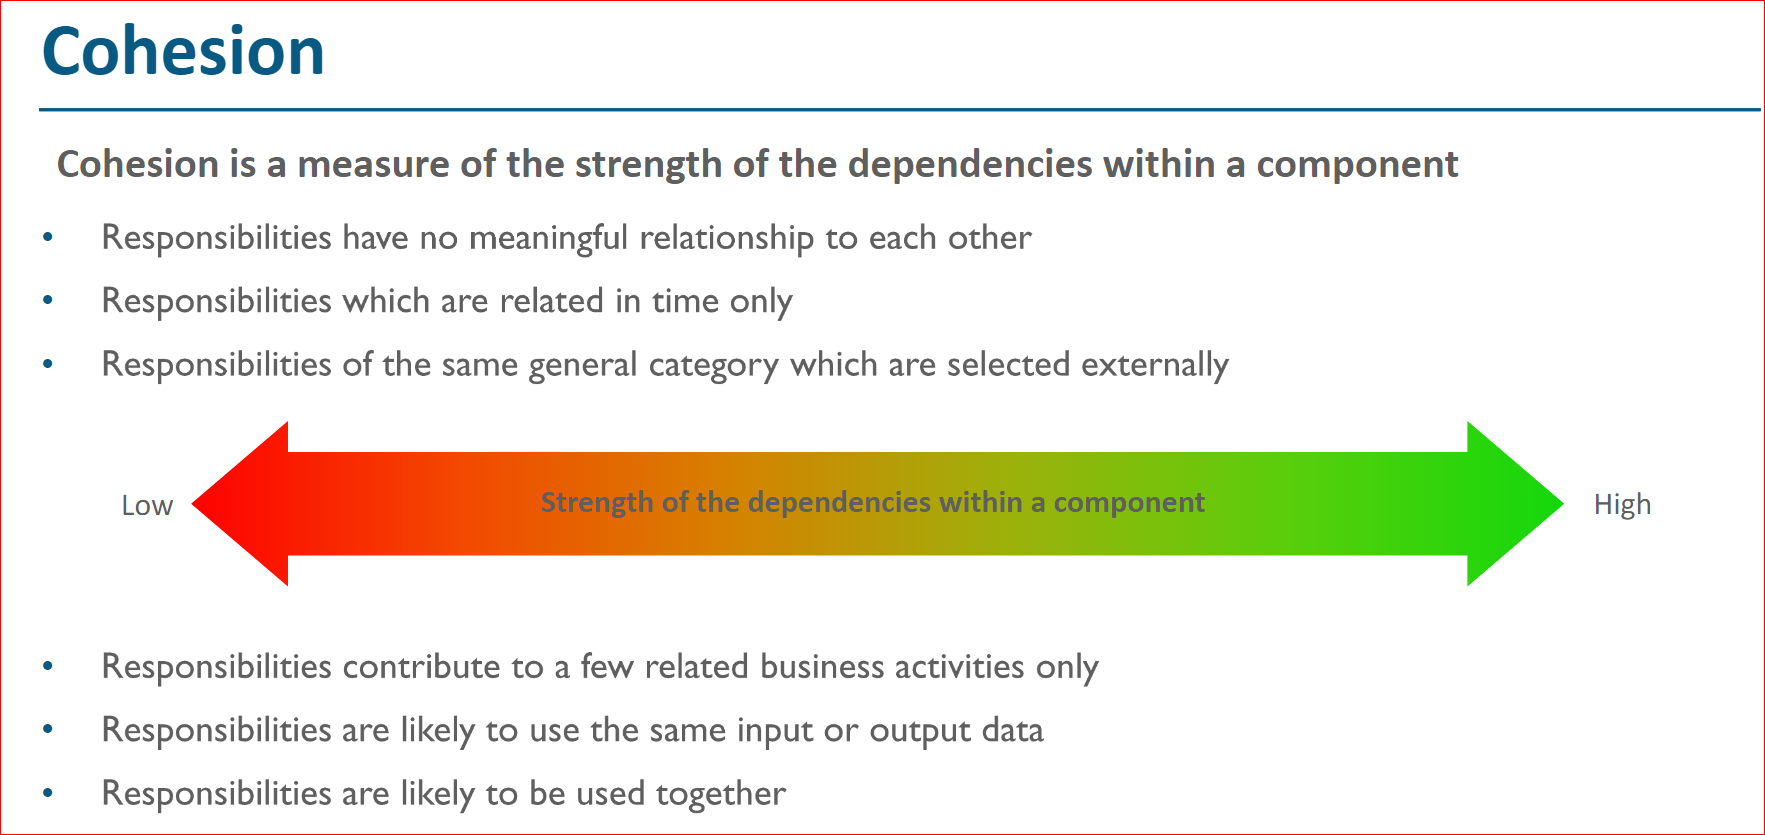 Cohesion
Cohesion is a measure of the strength of the dependencies within a component
• Responsibilities have no meaningful relationship to each other
• Responsibilities which are related in time only
• Responsibilities of the same general category which are selected externally
Low
Strength of the dependencies within a component
High
• Responsibilities contribute to a few related business activities only
• Responsibilities are likely to use the same input or output data
• Responsibilities are likely to be used together